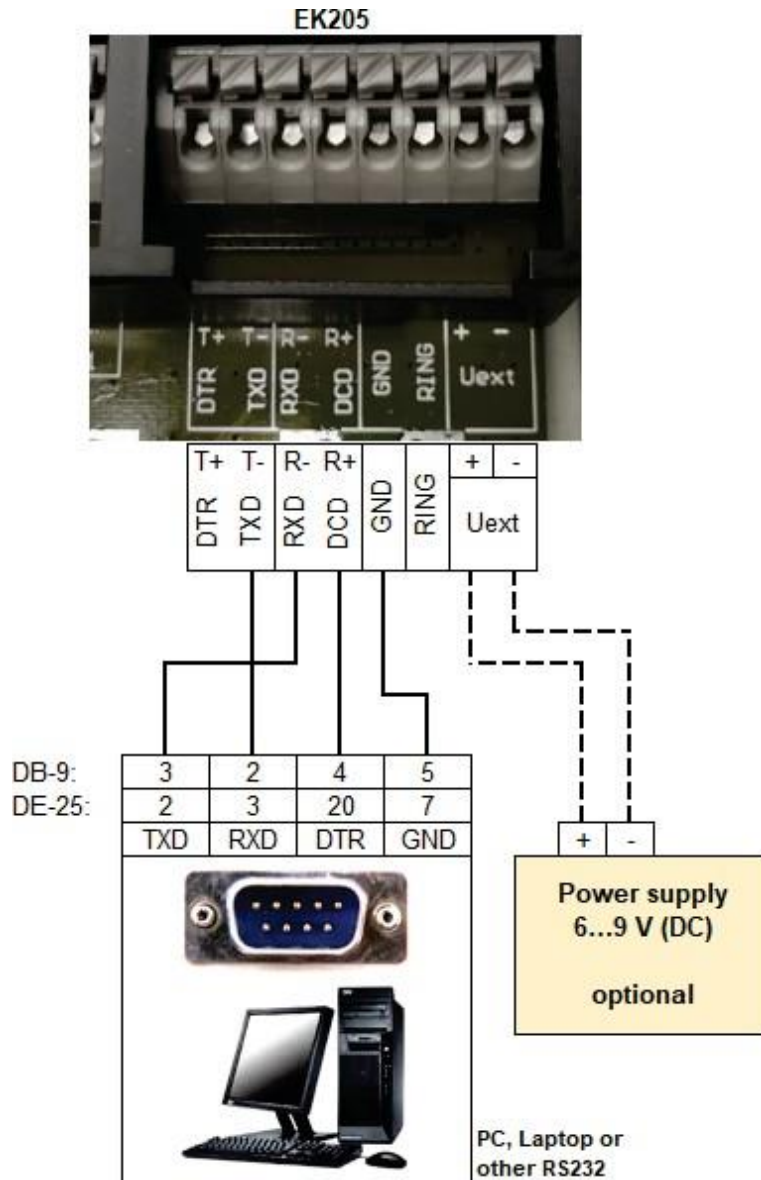 EK205
T+ T- R- R+ + -
DTR TXD RXD DCD GND RING Uext
T+ T- R- R+ + -
DTR TXD RXD DCD GND RING Uext
DB-9: 3 2 4 5
DE-25: 2 3 20 7
TXD RXD DTR GND
+ -
Power supply
6...9 V (DC)
optional
PC, Laptop or
other RS232